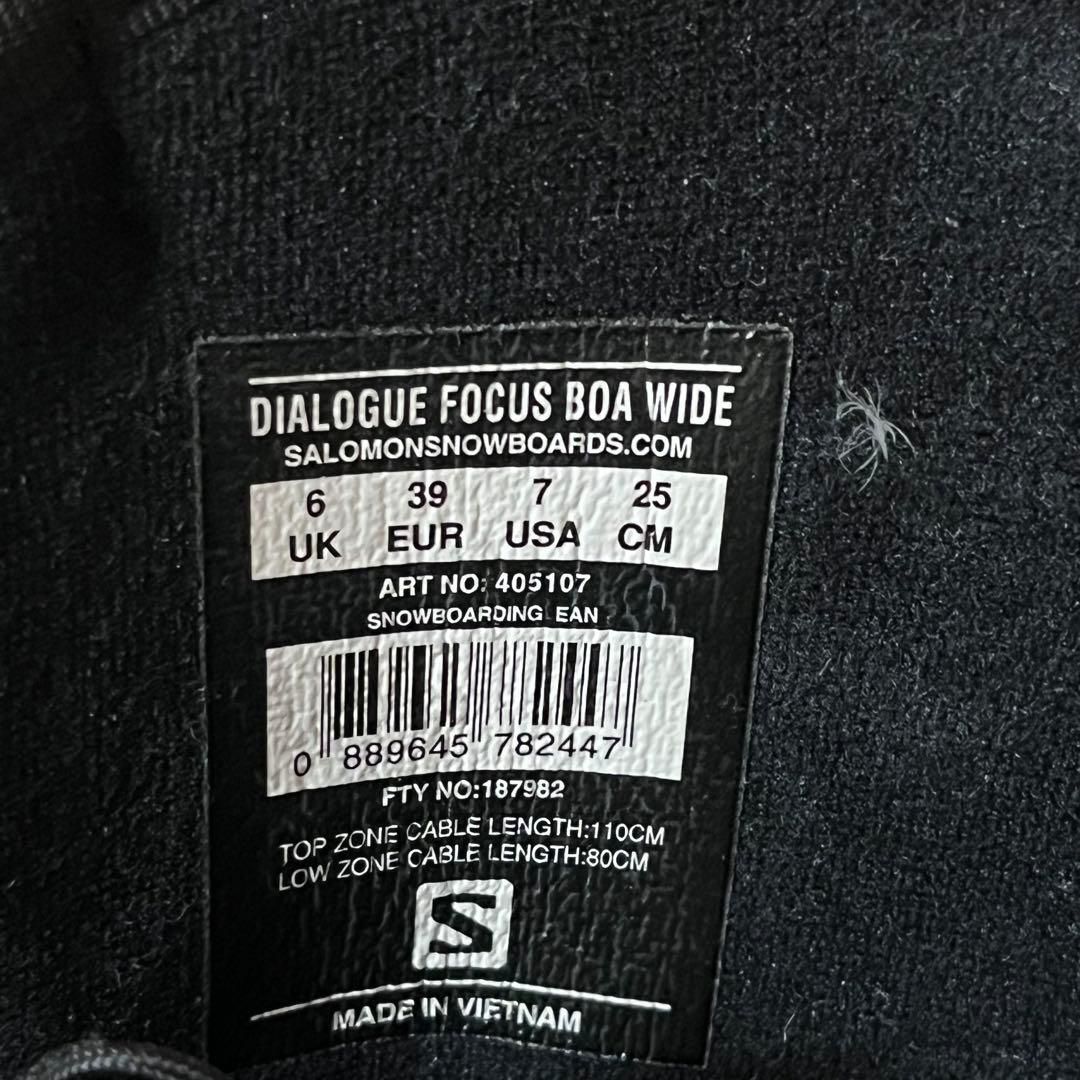 DIALOGUE FOCUS BOA WIDE
SALOMONSNOWBOARDS.COM
6 39 7 25
UK EUR USA CM
ART NO: 405107
SNOWBOARDING EAN
0 889645 782447
FTY NO:187982
TOP ZONE CABLE LENGTH:110CM
LOW ZONE CABLE LENGTH:80CM
S
MADE IN VIETNAM